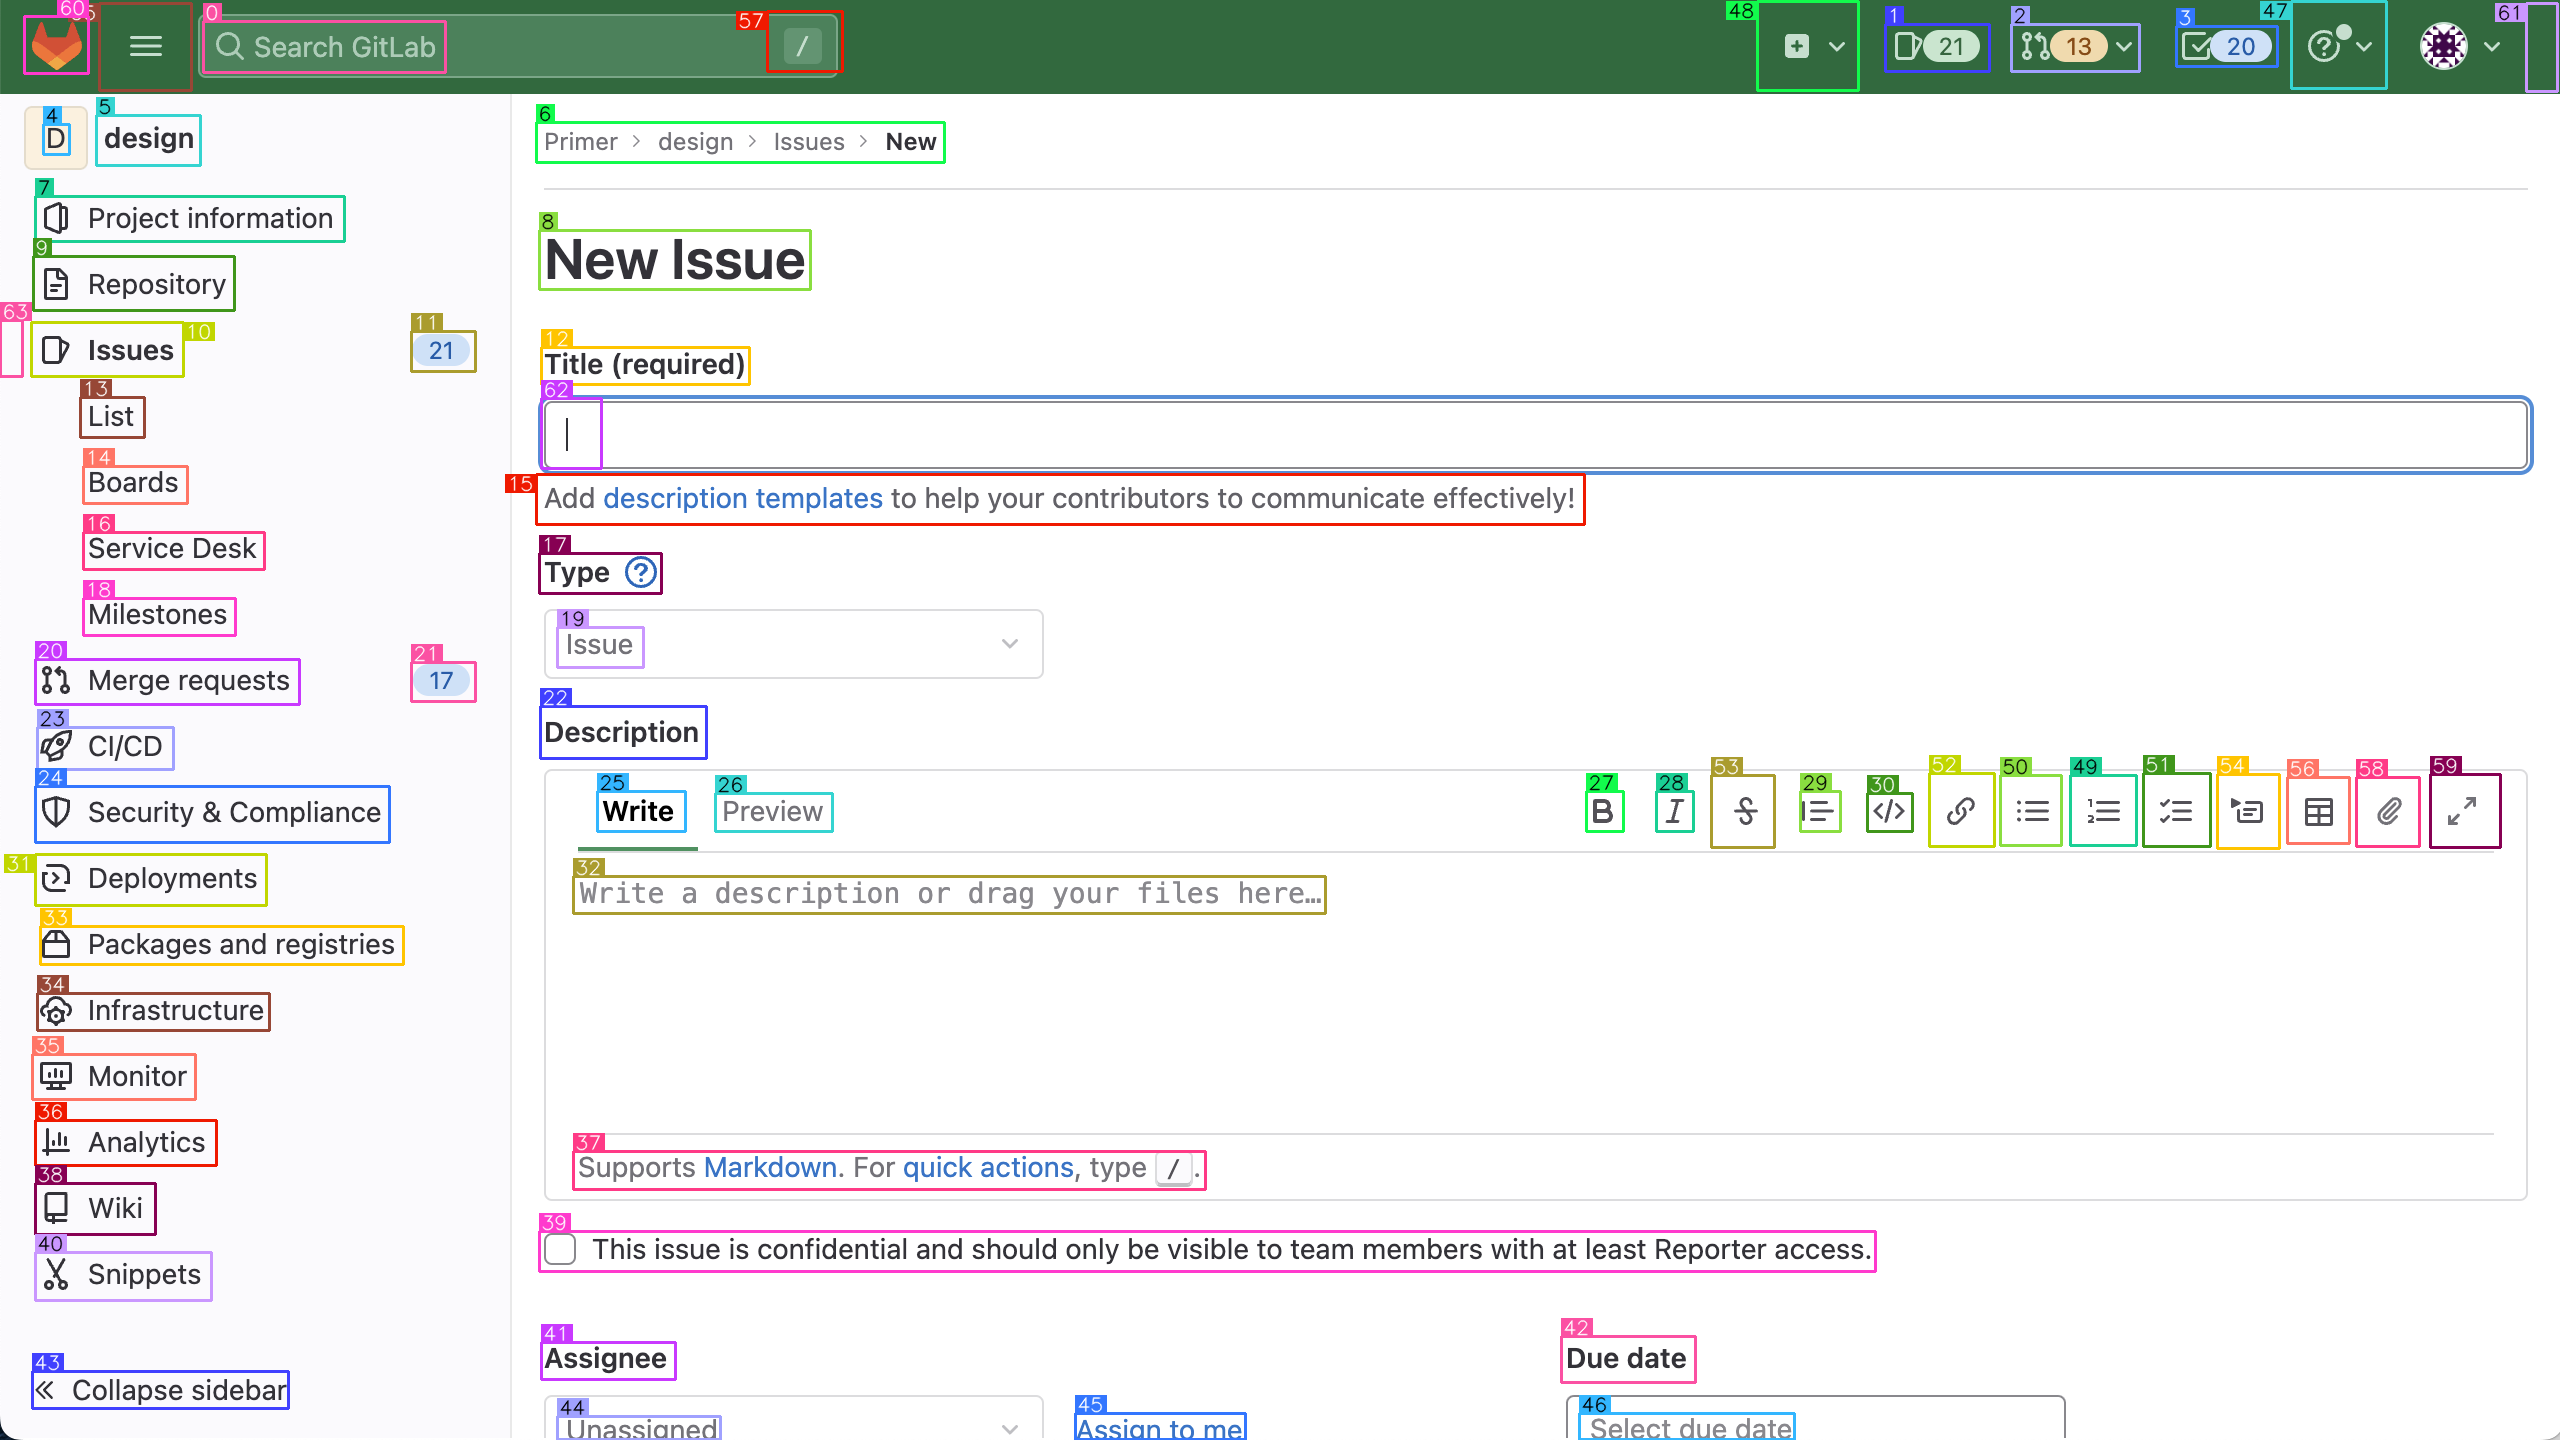 60
55
0
Search GitLab
57
/
48
1
21
2
13
3
20
47
61
4
D
5
design
6
Primer > design > Issues > New
7
Project information
8
New Issue
9
Repository
63
Issues
10
11
21
12
Title (required)
62
13
List
14
Boards
15
Add description templates to help your contributors to communicate effectively!
16
Service Desk
17
Type
18
Milestones
19
Issue
20
Merge requests
21
17
22
Description
23
CI/CD
24
Security & Compliance
25
Write
26
Preview
27
B
28
I
53
S
29
30
</>
52
50
49
51
54
56
58
59
31
Deployments
32
Write a description or drag your files here…
33
Packages and registries
34
Infrastructure
35
Monitor
36
Analytics
37
Supports Markdown. For quick actions, type /.
38
Wiki
39
This issue is confidential and should only be visible to team members with at least Reporter access.
40
Snippets
41
Assignee
42
Due date
43
Collapse sidebar
44
Unassigned
45
Assign to me
46
Select due date